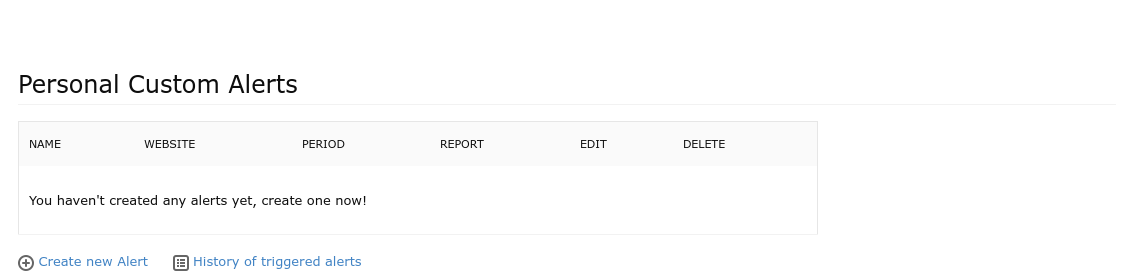 Personal Custom Alerts
NAME WEBSITE PERIOD REPORT EDIT DELETE
You haven't created any alerts yet, create one now!
Create new Alert History of triggered alerts